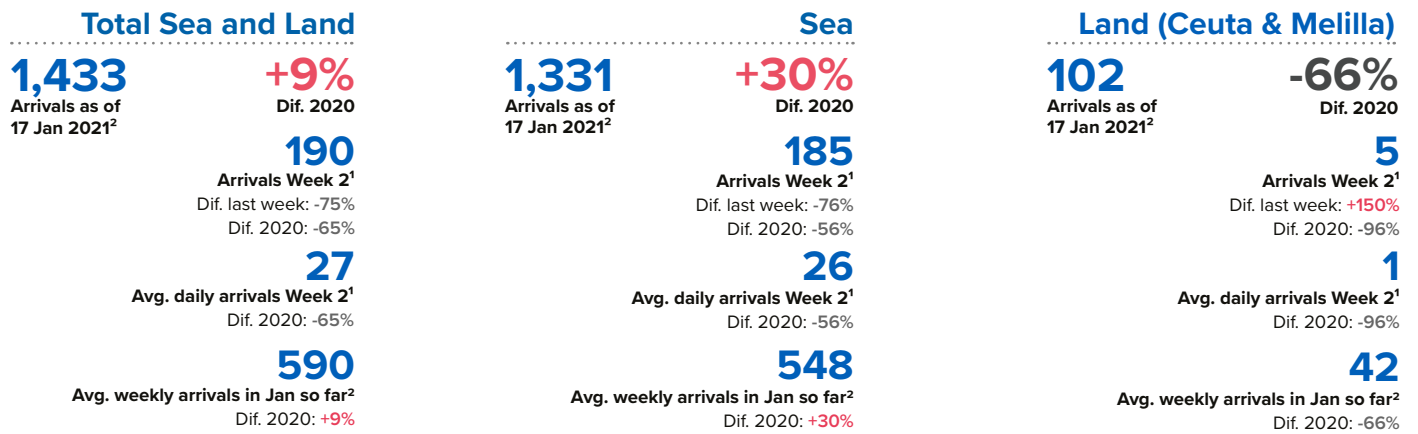 Total Sea and Land
1,433
+9%
Arrivals as of
17 Jan 2021²
Dif. 2020
190
Arrivals Week 2¹
Dif. last week: -75%
Dif. 2020: -65%
27
Avg. daily arrivals Week 2¹
Dif. 2020: -65%
590
Avg. weekly arrivals in Jan so far²
Dif. 2020: +9%
Sea
1,331
+30%
Arrivals as of
17 Jan 2021²
Dif. 2020
185
Arrivals Week 2¹
Dif. last week: -76%
Dif. 2020: -56%
26
Avg. daily arrivals Week 2¹
Dif. 2020: -56%
548
Avg. weekly arrivals in Jan so far²
Dif. 2020: +30%
Land (Ceuta & Melilla)
102
-66%
Arrivals as of
17 Jan 2021²
Dif. 2020
5
Arrivals Week 2¹
Dif. last week: +150%
Dif. 2020: -96%
1
Avg. daily arrivals Week 2¹
Dif. 2020: -96%
42
Avg. weekly arrivals in Jan so far²
Dif. 2020: -66%